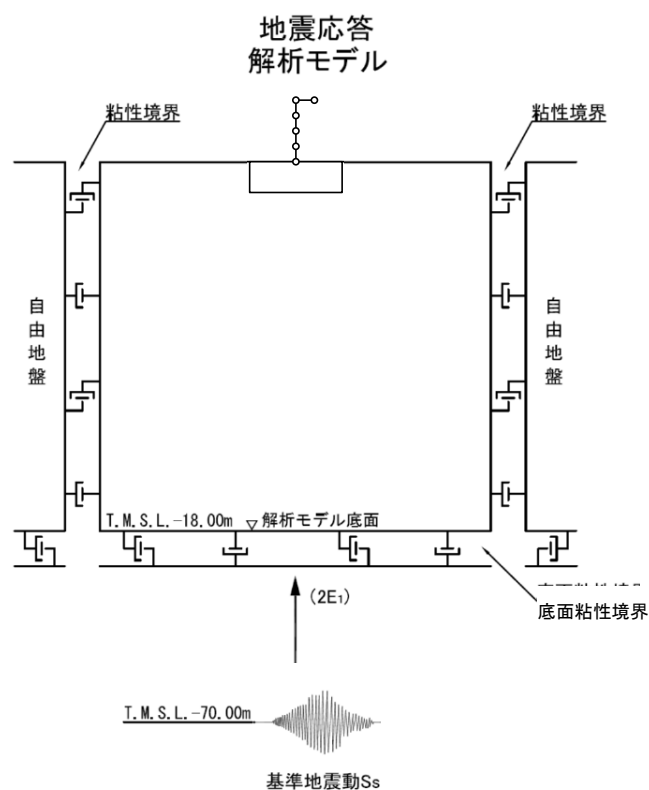 地震応答
解析モデル
粘性境界
粘性境界
自由地盤
自由地盤
T.M.S.L.-18.00m
解析モデル底面
(2E₁)
底面粘性境界
T.M.S.L.-70.00m
基準地震動Ss